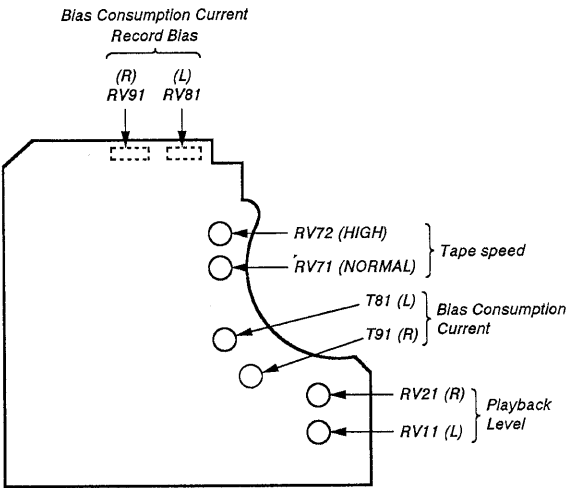 Bias Consumption Current
Record Bias
(R) (L)
RV91 RV81
RV72 (HIGH)
RV71 (NORMAL)
Tape speed
T81 (L)
T91 (R)
Bias Consumption
Current
RV21 (R)
RV11 (L)
Playback
Level